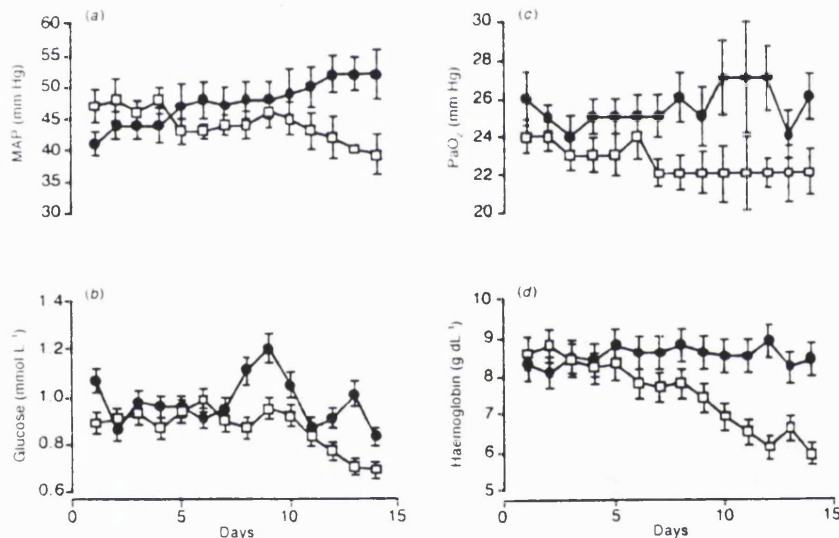 (a)
60
55
50
45
40
35
30
MAP (mm Hg)
(c)
30
28
26
24
22
20
PaO2 (mm Hg)
(b)
1 4
1.2
1.0
0.8
0.6
Glucose (mmol L-1)
0 5 10 15
Days
(d)
10
9
8
7
6
5
Haemoglobin (g dL-1)
0 5 10 15
Days